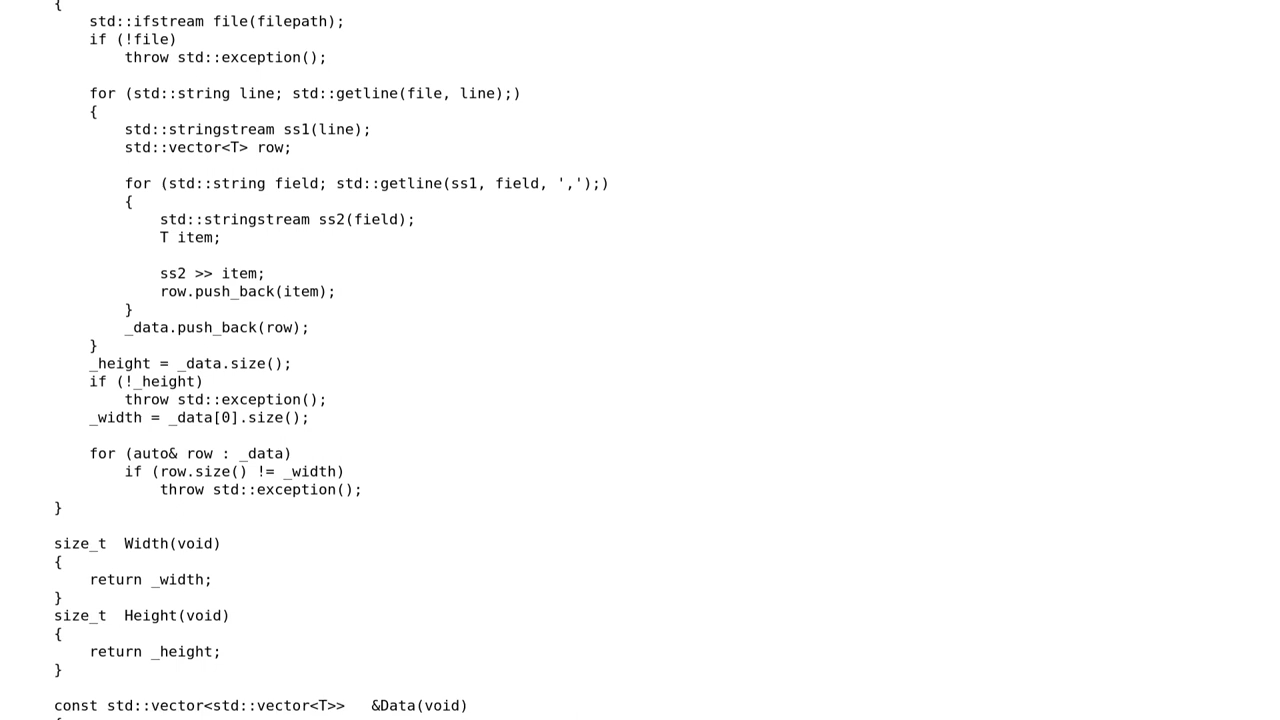 {
    std::ifstream file(filepath);
    if (!file)
        throw std::exception();

    for (std::string line; std::getline(file, line);)
    {
        std::stringstream ss1(line);
        std::vector<T> row;

        for (std::string field; std::getline(ss1, field, ',');)
        {
            std::stringstream ss2(field);
            T item;

            ss2 >> item;
            row.push_back(item);
        }
        _data.push_back(row);
    }
    _height = _data.size();
    if (!_height)
        throw std::exception();
    _width = _data[0].size();

    for (auto& row : _data)
        if (row.size() != _width)
            throw std::exception();
}

size_t  Width(void)
{
    return _width;
}
size_t  Height(void)
{
    return _height;
}

const std::vector<std::vector<T>>   &Data(void)
{